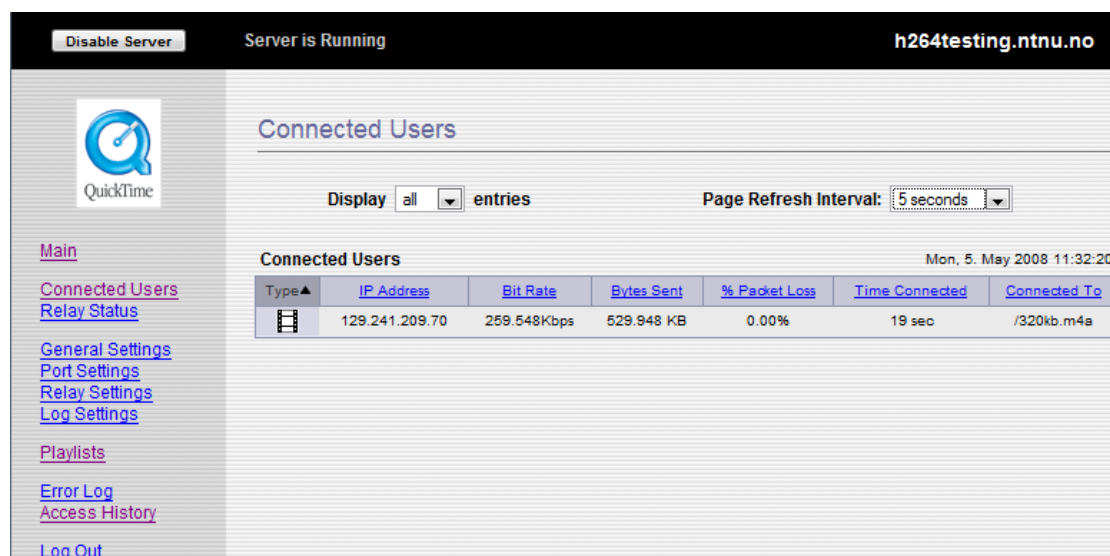 Disable Server Server is Running h264testing.ntnu.no
QuickTime
Main
Connected Users
Relay Status
General Settings
Port Settings
Relay Settings
Log Settings
Playlists
Error Log
Access History
Log Out
Connected Users
Display all entries Page Refresh Interval: 5 seconds
Connected Users Mon, 5. May 2008 11:32:20
Type IP Address Bit Rate Bytes Sent % Packet Loss Time Connected Connected To
129.241.209.70 259.548Kbps 529.948 KB 0.00% 19 sec /320kb.m4a